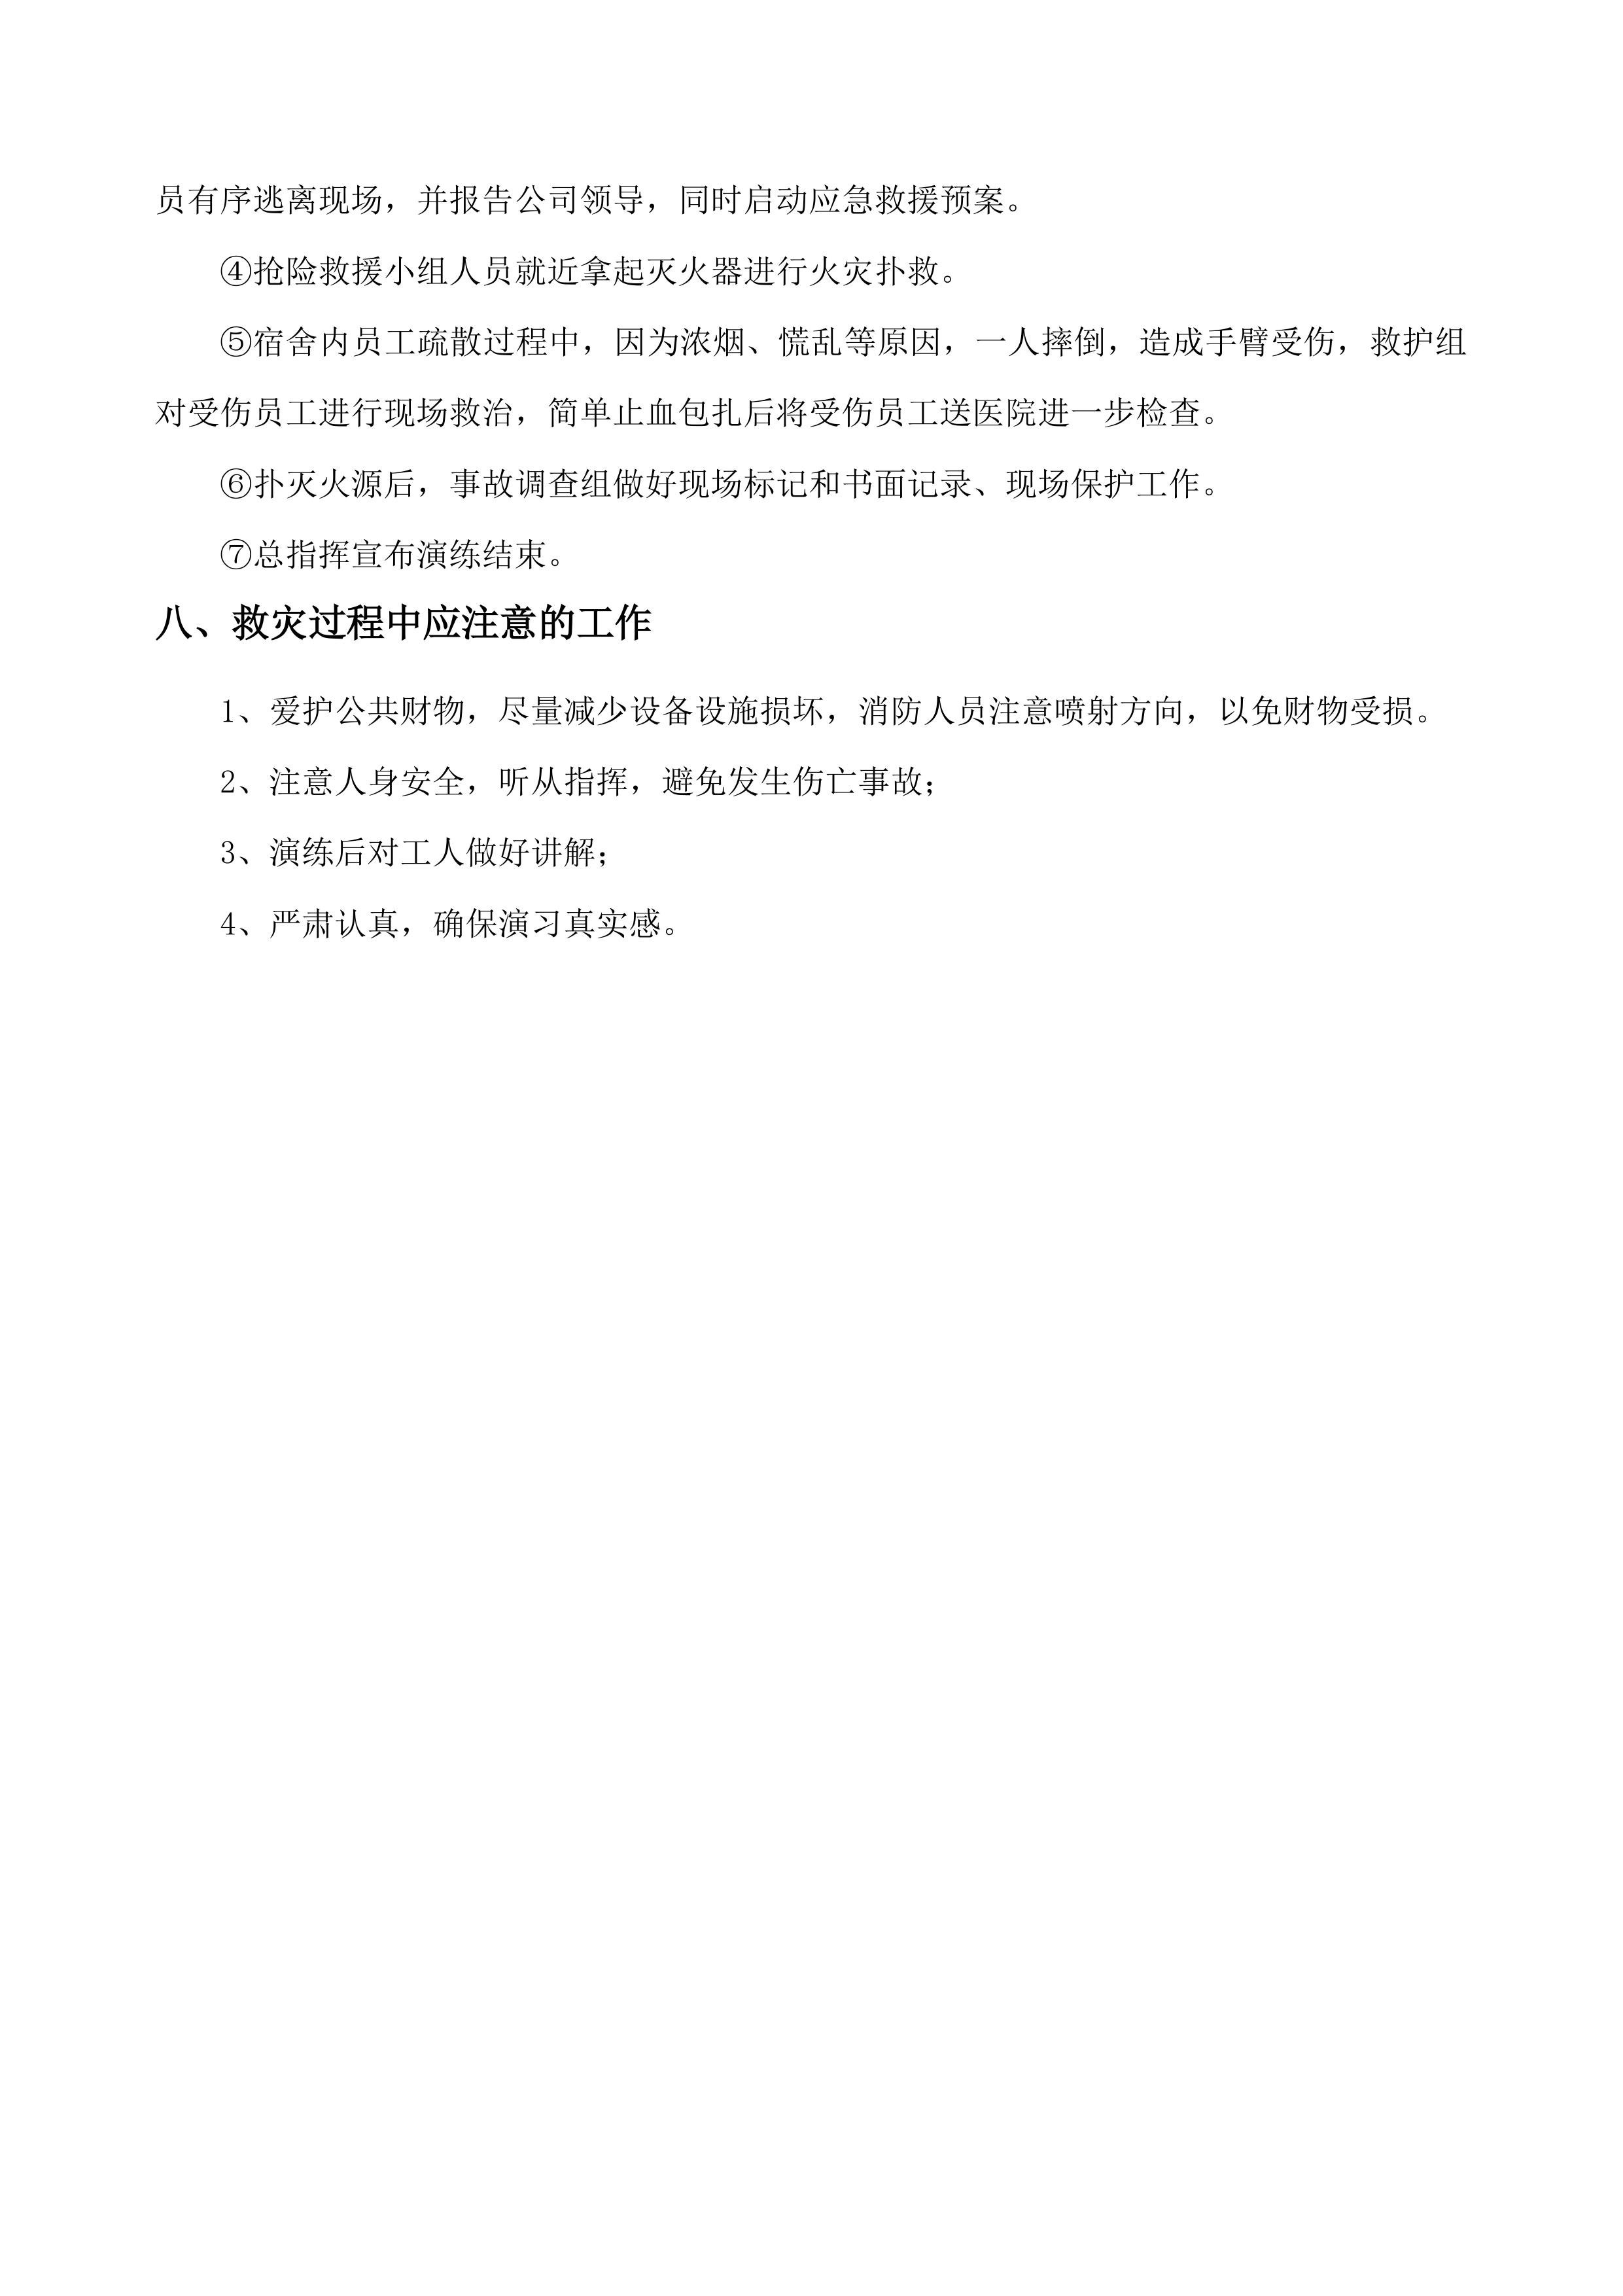 员有序逃离现场，并报告公司领导，同时启动应急救援预案。
④抢险救援小组人员就近拿起灭火器进行火灾扑救。
⑤宿舍内员工疏散过程中，因为浓烟、慌乱等原因，一人摔倒，造成手臂受伤，救护组
对受伤员工进行现场救治，简单止血包扎后将受伤员工送医院进一步检查。
⑥扑灭火源后，事故调查组做好现场标记和书面记录、现场保护工作。
⑦总指挥宣布演练结束。
八、救灾过程中应注意的工作
1、爱护公共财物，尽量减少设备设施损坏，消防人员注意喷射方向，以免财物受损。
2、注意人身安全，听从指挥，避免发生伤亡事故；
3、演练后对工人做好讲解；
4、严肃认真，确保演习真实感。